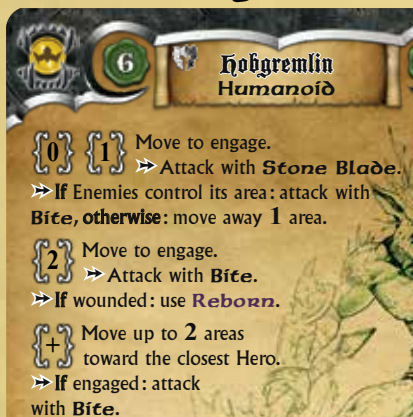 6
Hobgremlin
Humanoid
{0} {1} Move to engage.
Attack with Stone Blade.
If Enemies control its area: attack with
Bite, otherwise: move away 1 area.
{2} Move to engage.
Attack with Bite.
If wounded: use Reborn.
{+} Move up to 2 areas
toward the closest Hero.
If engaged: attack
with Bite.